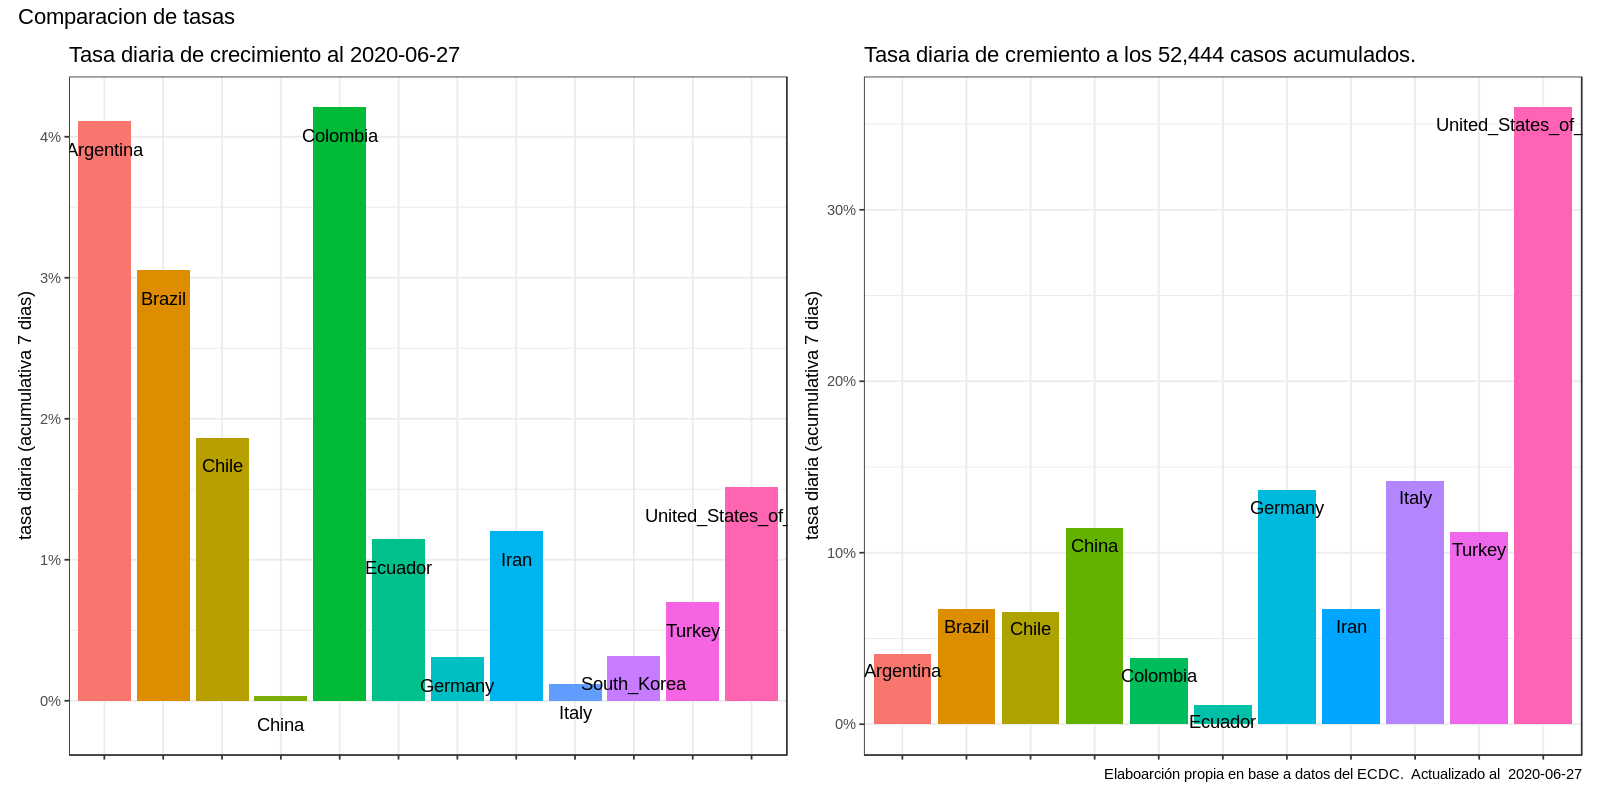 Comparacion de tasas
Tasa diaria de crecimiento al 2020-06-27
tasa diaria (acumulativa 7 dias)
4%
3%
2%
1%
0%
Argentina
Brazil
Chile
China
Colombia
Ecuador
Germany
Iran
Italy
South_Korea
Turkey
United_States_of_
Tasa diaria de cremiento a los 52,444 casos acumulados.
tasa diaria (acumulativa 7 dias)
30%
20%
10%
0%
Argentina
Brazil
Chile
China
Colombia
Ecuador
Germany
Iran
Italy
Turkey
United_States_of_
Elaboarción propia en base a datos del ECDC.  Actualizado al  2020-06-27